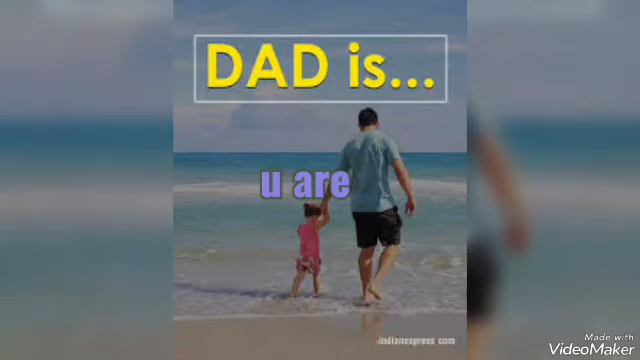 DAD is...
u are
indianexpress.com
Made with
VideoMaker